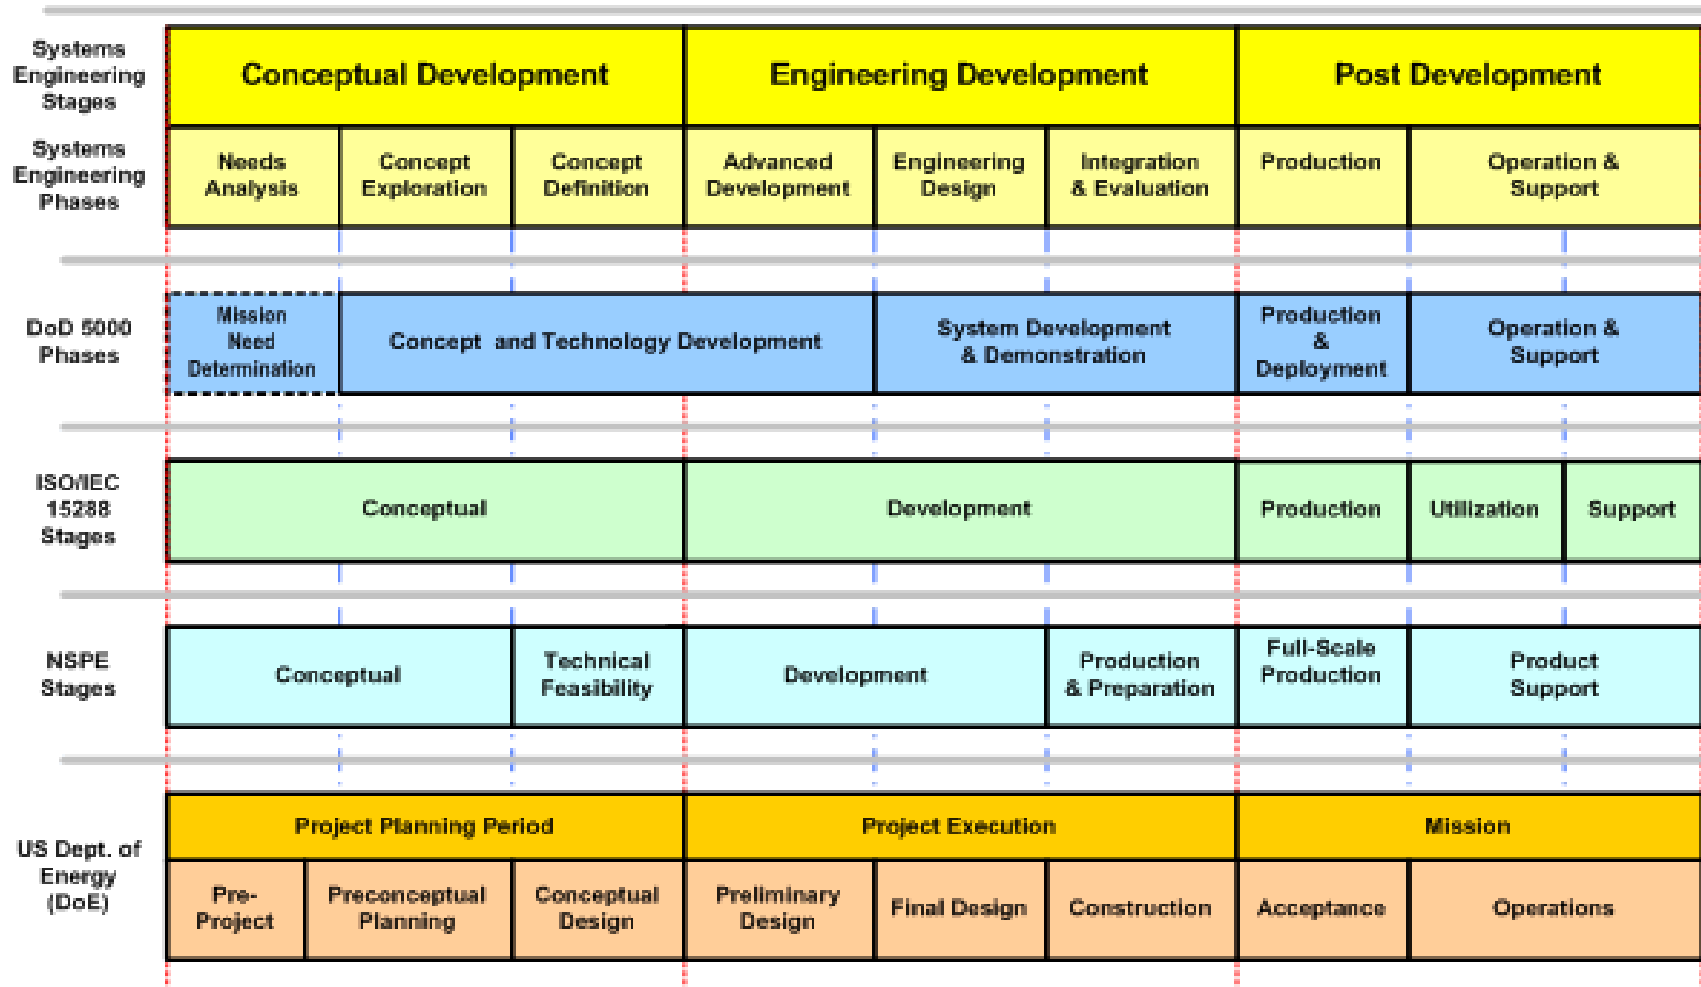 Systems
Engineering
Stages
Conceptual Development
Engineering Development
Post Development
Systems
Engineering
Phases
Needs
Analysis
Concept
Exploration
Concept
Definition
Advanced
Development
Engineering
Design
Integration
& Evaluation
Production
Operation &
Support
DoD 5000
Phases
Mission
Need
Determination
Concept and Technology Development
System Development
& Demonstration
Production
&
Deployment
Operation &
Support
ISO/IEC
15288
Stages
Conceptual
Development
Production
Utilization
Support
NSPE
Stages
Conceptual
Technical
Feasibility
Development
Production
& Preparation
Full-Scale
Production
Product
Support
US Dept. of
Energy
(DoE)
Project Planning Period
Project Execution
Mission
Pre-
Project
Preconceptual
Planning
Conceptual
Design
Preliminary
Design
Final Design
Construction
Acceptance
Operations